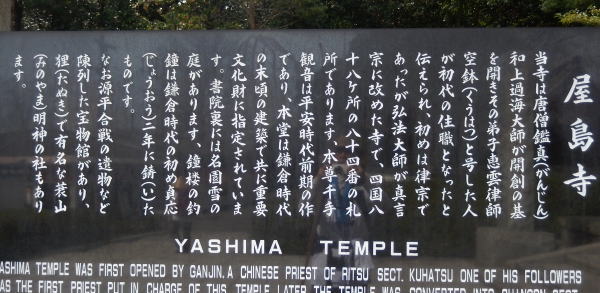 屋島寺
当寺は唐僧鑑真(がんじん)
和上過海大師が開創の基
を開きその弟子恵雲律師
空鉢(くうはつ)と号した人
が初代の住職となったと
伝えられ、初めは律宗で
あったが弘法大師が真言
宗に改めた寺で、四国八
十八ケ所の八十四番の札
所であります。本尊千手
観音は平安時代前期の作
であり、本堂は鎌倉時代
の末頃の建築で共に重要
文化財に指定されていま
す。書院裏には名園雪の
庭があります。鐘楼の釣
鐘は鎌倉時代の初め貞応
(じょうおう)二年に鋳(い)た
ものです。
なお源平合戦の遺物など
陳列した宝物館があり、
狸(たぬき)で有名な蓑山
(みのやま)明神の社もあり
ます。
YASHIMA TEMPLE
YASHIMA TEMPLE WAS FIRST OPENED BY GANJIN. A CHINESE PRIEST OF RITSU SECT. KUHATSU ONE OF HIS FOLLOWERS
AS THE FIRST PRIEST PUT IN CHARGE OF THIS TEMPLE LATER THE TEMPLE WAS CONVERTED INTO SHINGON SECT